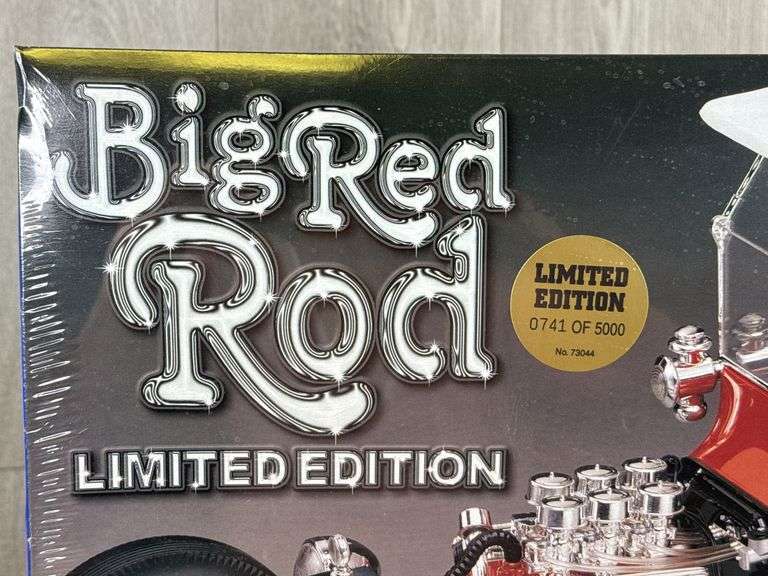 Big Red
Rod
LIMITED EDITION
LIMITED
EDITION
0741 OF 5000
No. 73044